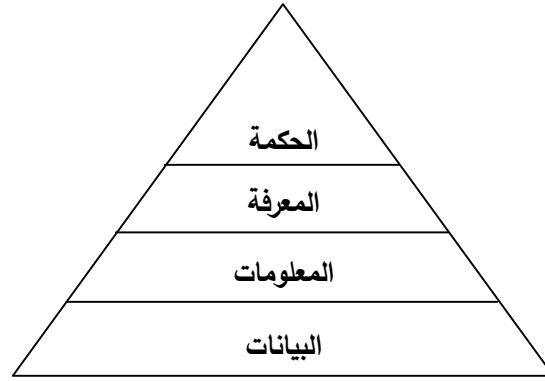 الحكمة
المعرفة
المعلومات
البيانات